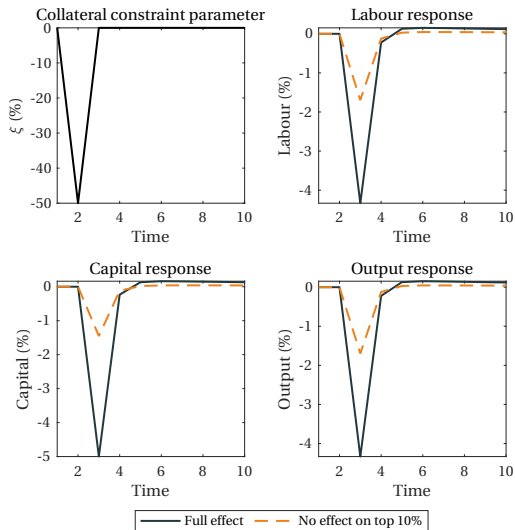 Collateral constraint parameter
0
-10
-20
-30
-40
-50
ξ (%)
2 4 6 8 10
Time
Labour response
0
-1
-2
-3
-4
Labour (%)
2 4 6 8 10
Time
Capital response
0
-1
-2
-3
-4
-5
Capital (%)
2 4 6 8 10
Time
Output response
0
-1
-2
-3
-4
Output (%)
2 4 6 8 10
Time
Full effect No effect on top 10%